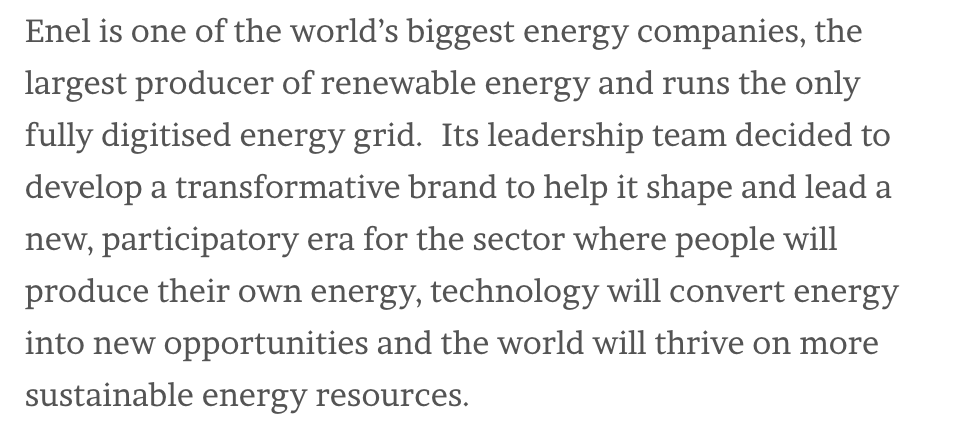 Enel is one of the world’s biggest energy companies, the
largest producer of renewable energy and runs the only
fully digitised energy grid.  Its leadership team decided to
develop a transformative brand to help it shape and lead a
new, participatory era for the sector where people will
produce their own energy, technology will convert energy
into new opportunities and the world will thrive on more
sustainable energy resources.